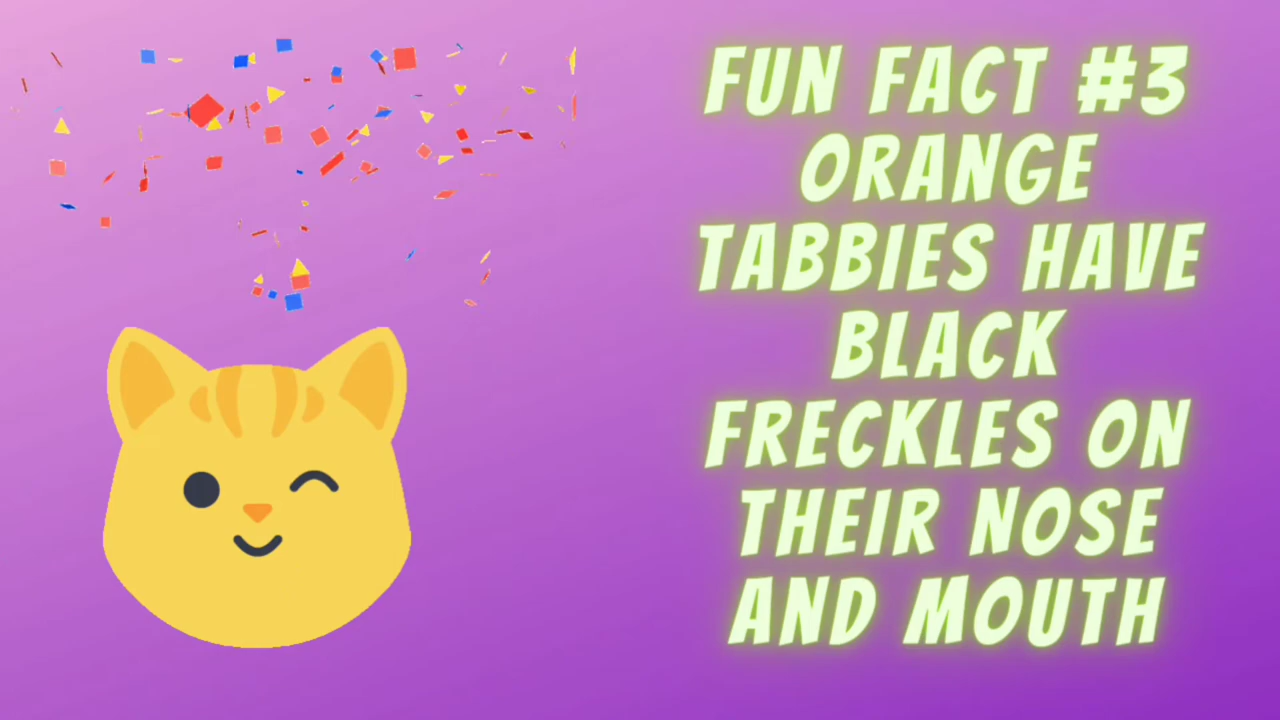 FUN FACT #3
ORANGE
TABBIES HAVE
BLACK
FRECKLES ON
THEIR NOSE
AND MOUTH